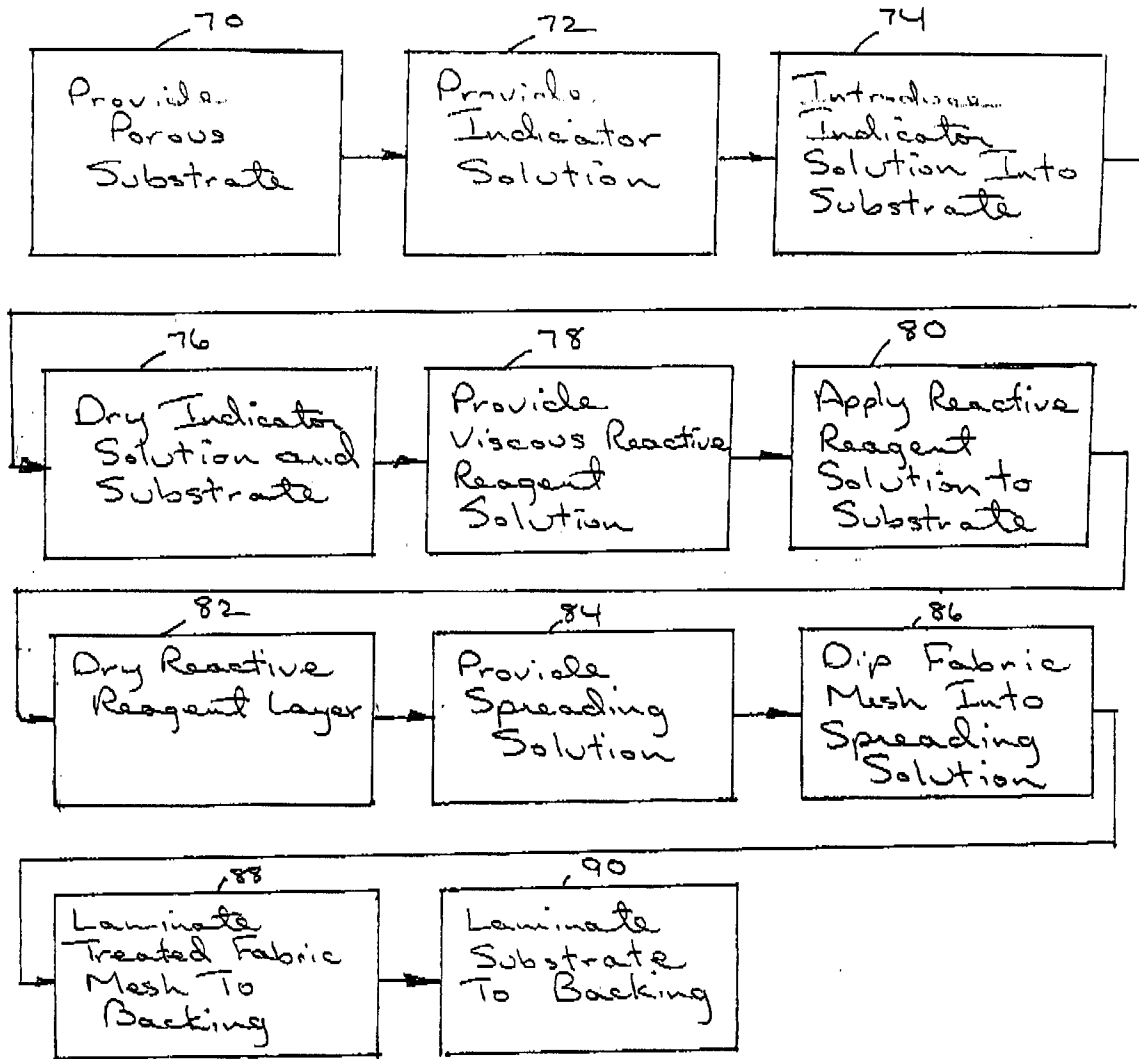 70
Provide
Porous
Substrate
72
Provide
Indicator
Solution
74
Introduce
Indicator
Solution Into
Substrate
76
Dry Indicator
Solution and
Substrate
78
Provide
Viscous Reactive
Reagent
Solution
80
Apply Reactive
Reagent
Solution to
Substrate
82
Dry Reactive
Reagent Layer
84
Provide
Spreading
Solution
86
Dip Fabric
Mesh Into
Spreading
Solution
88
Laminate
Treated Fabric
Mesh To
Backing
90
Laminate
Substrate
To Backing